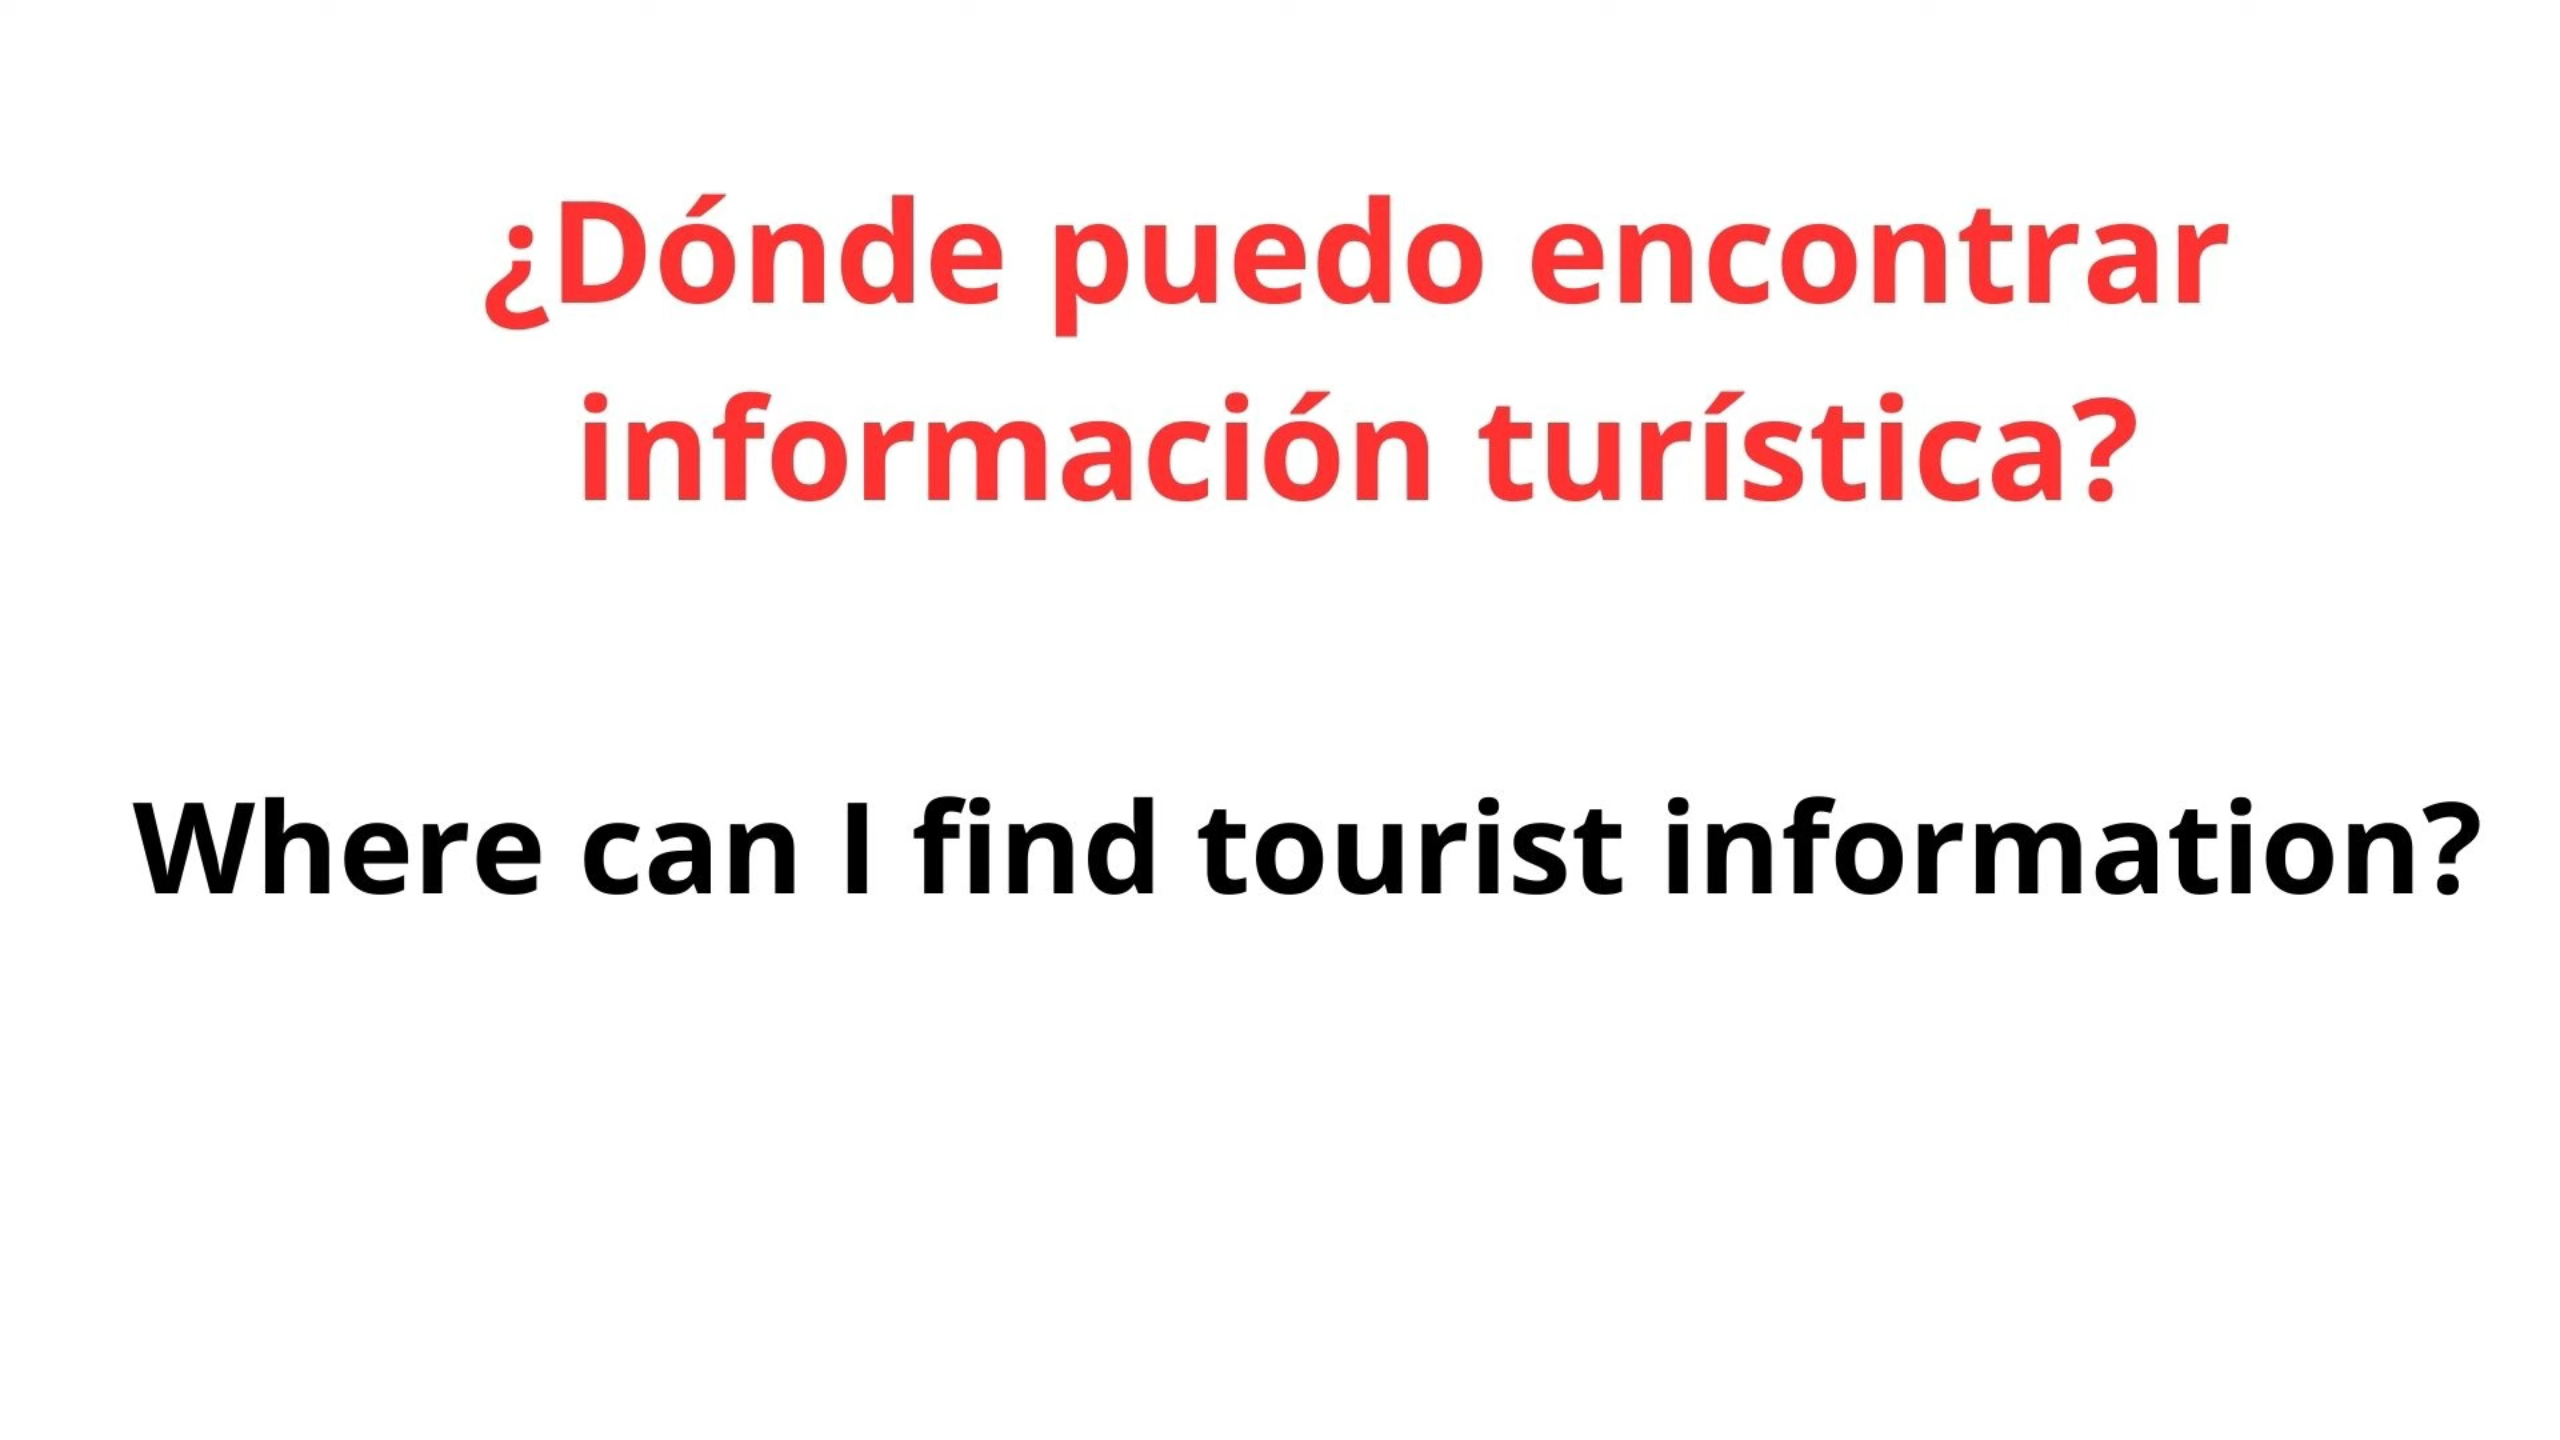 ¿Dónde puedo encontrar
información turística?
Where can I find tourist information?